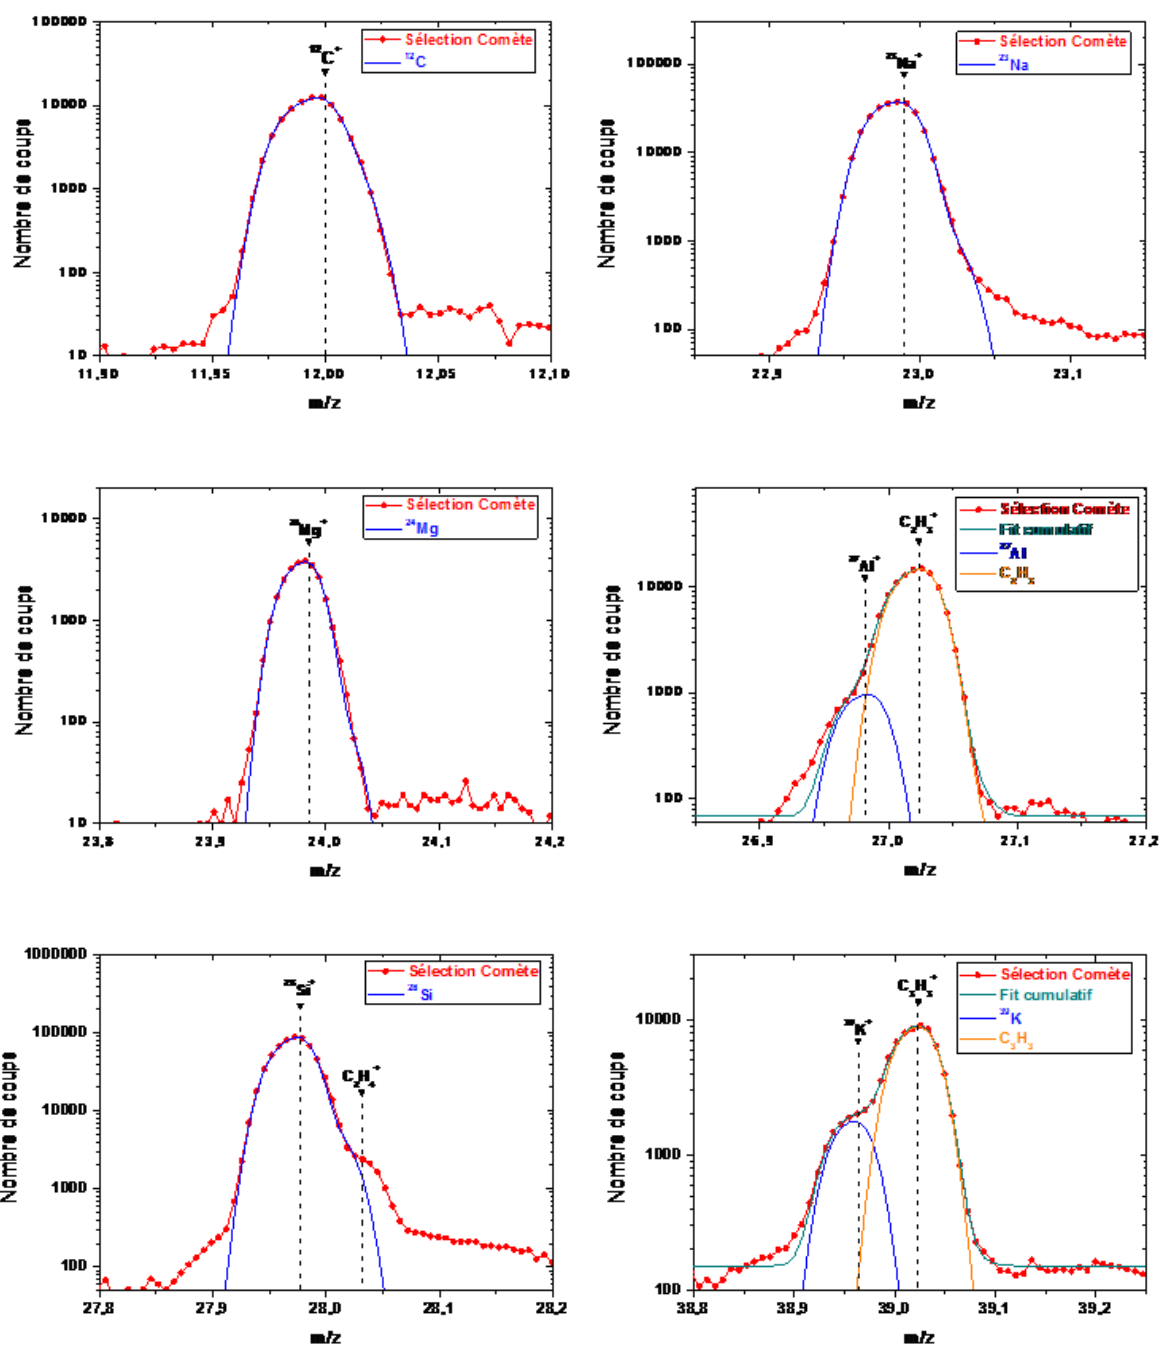 Sélection Comète
¹²C
¹²C⁺
100000
10000
1000
100
10
Nombre de coups
11,90
11,95
12,00
12,05
12,10
m/z
Sélection Comète
²³Na
²³Na⁺
100000
10000
1000
100
Nombre de coups
22,9
23,0
23,1
m/z
Sélection Comète
²⁴Mg
²⁴Mg⁺
10000
1000
100
10
Nombre de coups
23,8
23,9
24,0
24,1
24,2
m/z
Sélection Comète
Fit cumulatif
²⁷Al
C₂H₃
²⁷Al⁺
C₂H₃⁺
10000
1000
100
Nombre de coups
26,9
27,0
27,1
27,2
m/z
Sélection Comète
²⁸Si
²⁸Si⁺
C₂H₄⁺
1000000
100000
10000
1000
100
Nombre de coups
27,8
27,9
28,0
28,1
28,2
m/z
Sélection Comète
Fit cumulatif
³⁹K
C₃H₃
³⁹K⁺
C₃H₃⁺
10000
1000
100
Nombre de coups
38,8
38,9
39,0
39,1
39,2
m/z